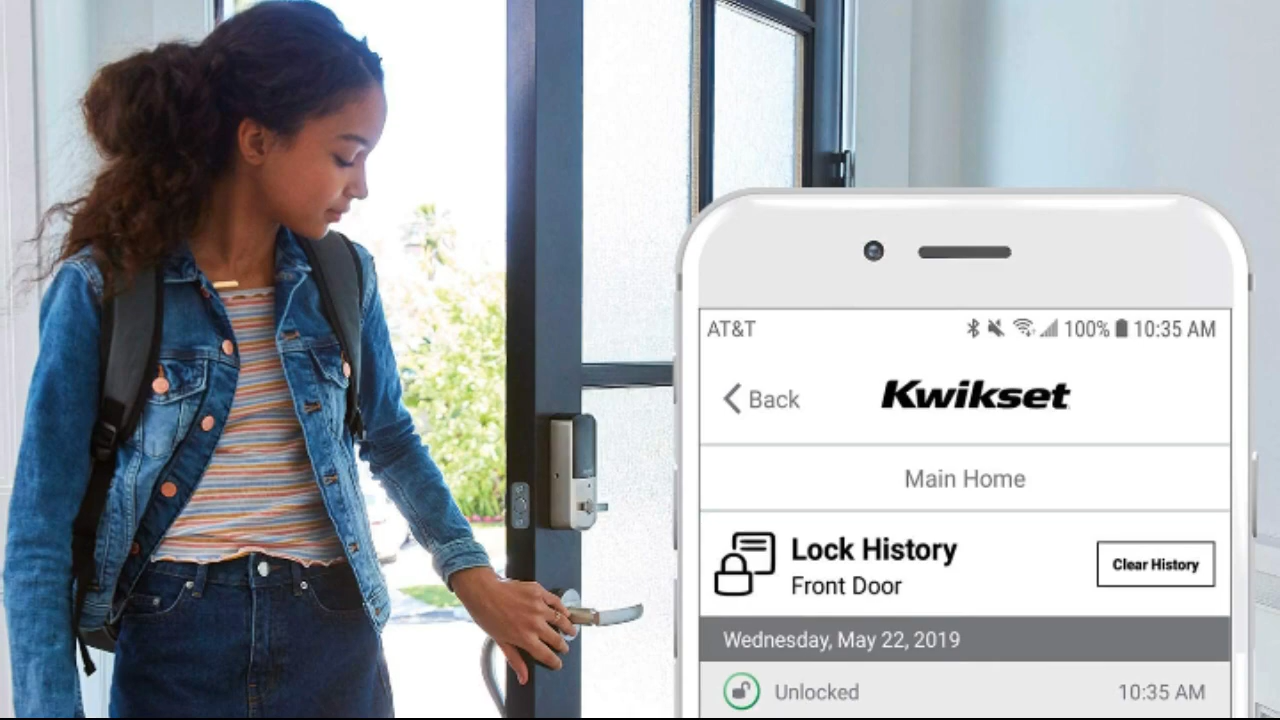 AT&T 100% 10:35 AM
Back Kwikset
Main Home
Lock History
Front Door
Clear History
Wednesday, May 22, 2019
Unlocked 10:35 AM